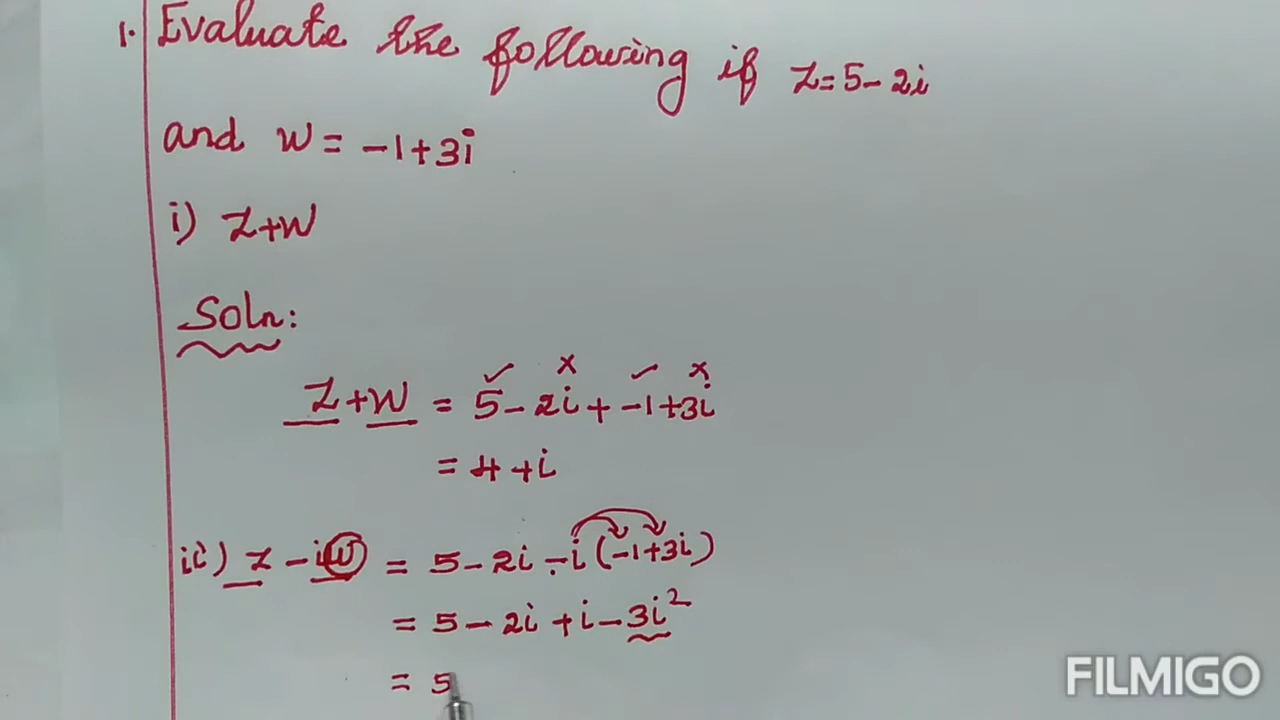 1. Evaluate the following if z = 5 - 2i
and w = -1 + 3i
i) z + w
Soln:
z + w = 5 - 2i + -1 + 3i
= 4 + i
ii) z - iw = 5 - 2i - i (-1 + 3i)
= 5 - 2i + i - 3i²
= 5
FILMIGO